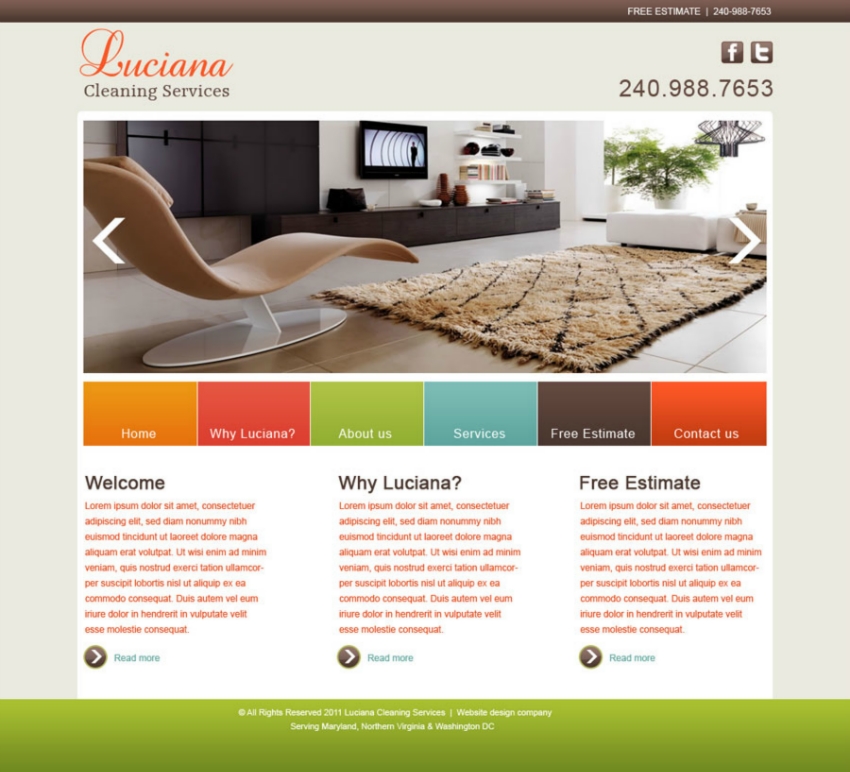 FREE ESTIMATE | 240-988-7653
Luciana
Cleaning Services
240.988.7653
Home
Why Luciana?
About us
Services
Free Estimate
Contact us
Welcome
Lorem ipsum dolor sit amet, consectetuer
adipiscing elit, sed diam nonummy nibh
euismod tincidunt ut laoreet dolore magna
aliquam erat volutpat. Ut wisi enim ad minim
veniam, quis nostrud exerci tation ullamcor-
per suscipit lobortis nisl ut aliquip ex ea
commodo consequat. Duis autem vel eum
iriure dolor in hendrerit in vulputate velit
esse molestie consequat.
Read more
Why Luciana?
Lorem ipsum dolor sit amet, consectetuer
adipiscing elit, sed diam nonummy nibh
euismod tincidunt ut laoreet dolore magna
aliquam erat volutpat. Ut wisi enim ad minim
veniam, quis nostrud exerci tation ullamcor-
per suscipit lobortis nisl ut aliquip ex ea
commodo consequat. Duis autem vel eum
iriure dolor in hendrerit in vulputate velit
esse molestie consequat.
Read more
Free Estimate
Lorem ipsum dolor sit amet, consectetuer
adipiscing elit, sed diam nonummy nibh
euismod tincidunt ut laoreet dolore magna
aliquam erat volutpat. Ut wisi enim ad minim
veniam, quis nostrud exerci tation ullamcor-
per suscipit lobortis nisl ut aliquip ex ea
commodo consequat. Duis autem vel eum
iriure dolor in hendrerit in vulputate velit
esse molestie consequat.
Read more
© All Rights Reserved 2011 Luciana Cleaning Services | Website design company
Serving Maryland, Northern Virginia & Washington DC